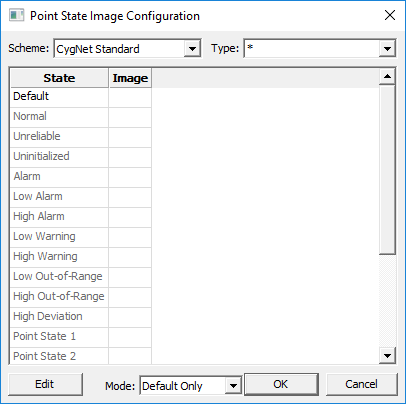 Point State Image Configuration
Scheme: CygNet Standard Type: *
State Image
Default
Normal
Unreliable
Uninitialized
Alarm
Low Alarm
High Alarm
Low Warning
High Warning
Low Out-of-Range
High Out-of-Range
High Deviation
Point State 1
Point State 2
Edit Mode: Default Only OK Cancel